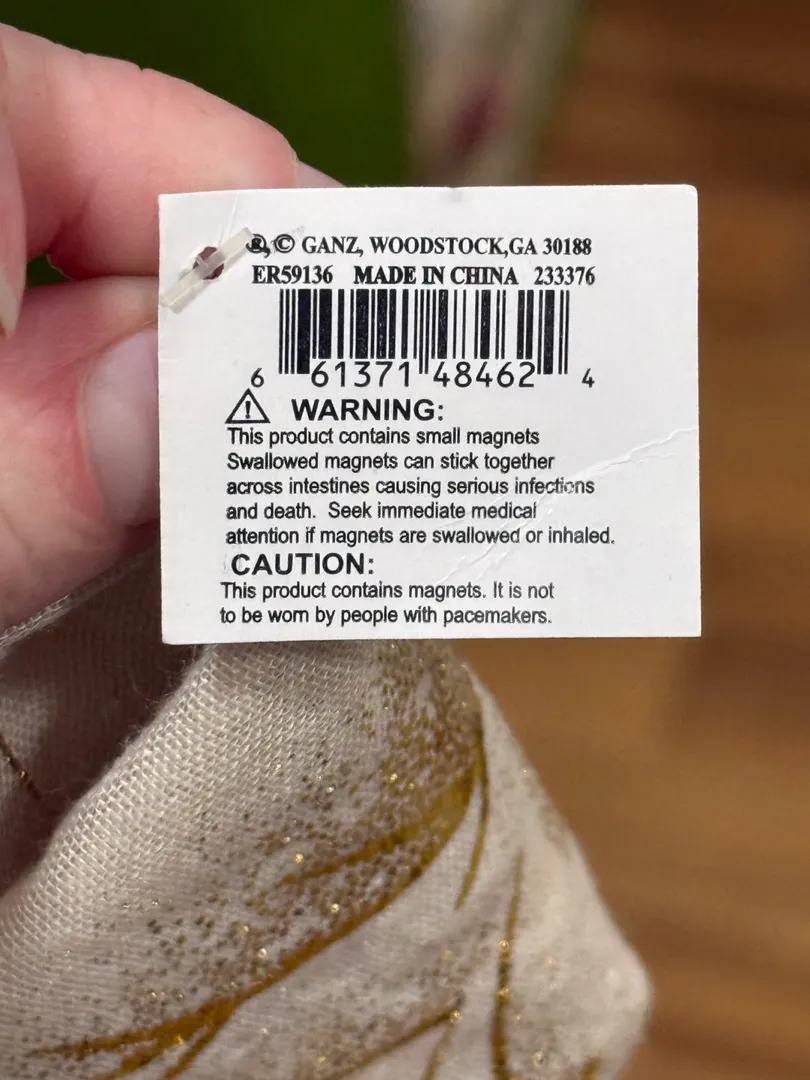 ®, © GANZ, WOODSTOCK,GA 30188
ER59136 MADE IN CHINA 233376
6 61371 48462 4
WARNING:
This product contains small magnets
Swallowed magnets can stick together
across intestines causing serious infections
and death. Seek immediate medical
attention if magnets are swallowed or inhaled.
CAUTION:
This product contains magnets. It is not
to be worn by people with pacemakers.